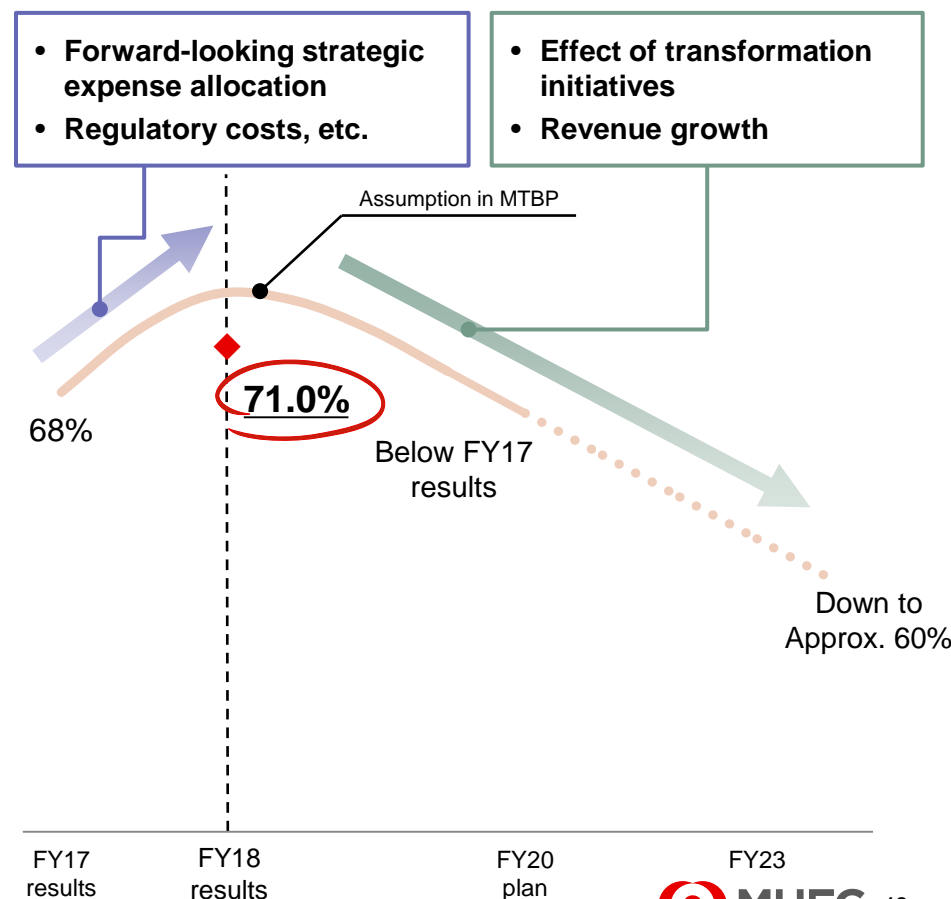 • Forward-looking strategic
expense allocation
• Regulatory costs, etc.
• Effect of transformation
initiatives
• Revenue growth
Assumption in MTBP
68%
71.0%
Below FY17
results
Down to
Approx. 60%
FY17
results
FY18
results
FY20
plan
FY23